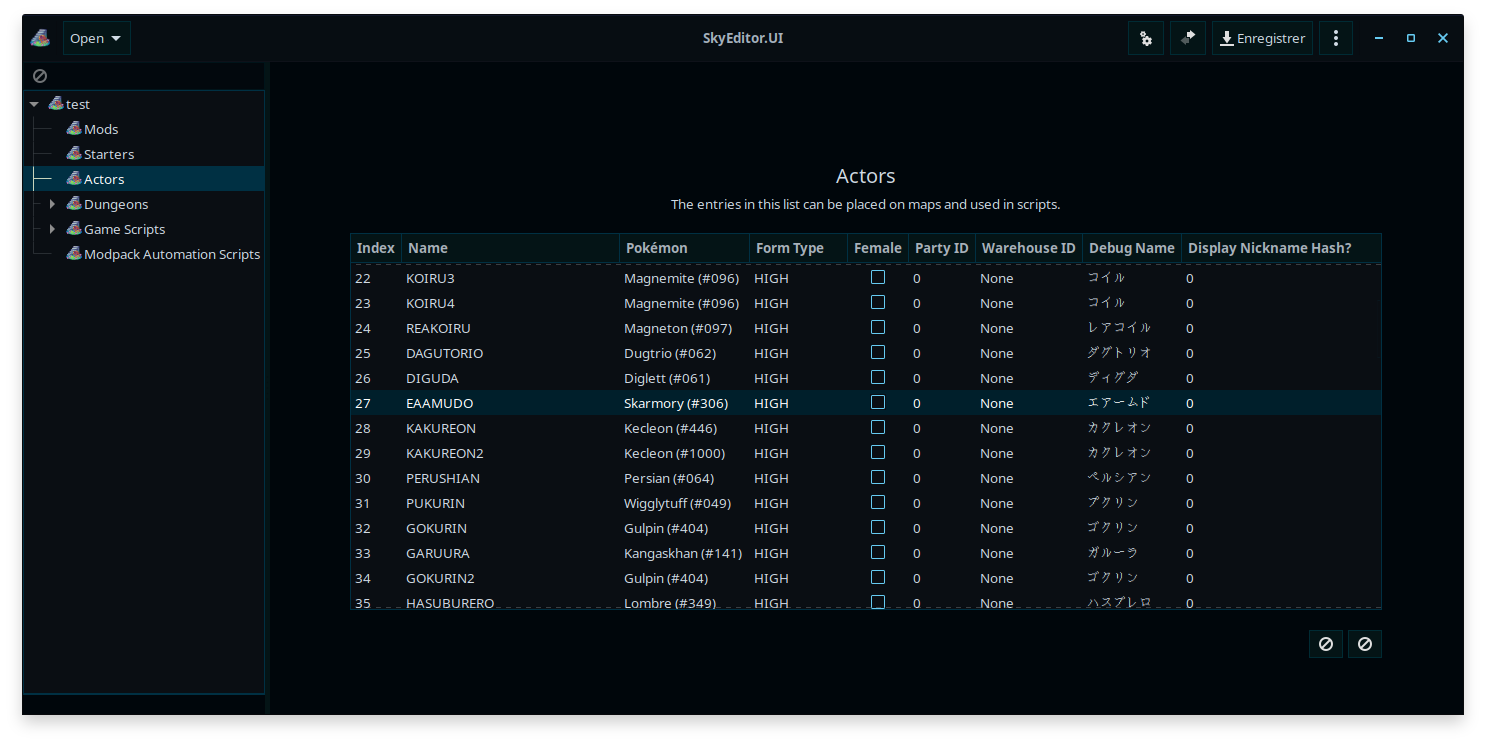 Open SkyEditor.UI Enregistrer
test
Mods
Starters
Actors
Dungeons
Game Scripts
Modpack Automation Scripts
Actors
The entries in this list can be placed on maps and used in scripts.
Index Name Pokémon Form Type Female Party ID Warehouse ID Debug Name Display Nickname Hash?
22 KOIRU3 Magnemite (#096) HIGH 0 None コイル 0
23 KOIRU4 Magnemite (#096) HIGH 0 None コイル 0
24 REAKOIRU Magneton (#097) HIGH 0 None レアコイル 0
25 DAGUTORIO Dugtrio (#062) HIGH 0 None ダグトリオ 0
26 DIGUDA Diglett (#061) HIGH 0 None ディグダ 0
27 EAAMUDO Skarmory (#306) HIGH 0 None エアームド 0
28 KAKUREON Kecleon (#446) HIGH 0 None カクレオン 0
29 KAKUREON2 Kecleon (#1000) HIGH 0 None カクレオン 0
30 PERUSHIAN Persian (#064) HIGH 0 None ペルシアン 0
31 PUKURIN Wigglytuff (#049) HIGH 0 None プクリン 0
32 GOKURIN Gulpin (#404) HIGH 0 None ゴクリン 0
33 GARUURA Kangaskhan (#141) HIGH 0 None ガルーラ 0
34 GOKURIN2 Gulpin (#404) HIGH 0 None ゴクリン 0
35 HASUBURERO Lombre (#349) HIGH 0 None ハスブレロ 0